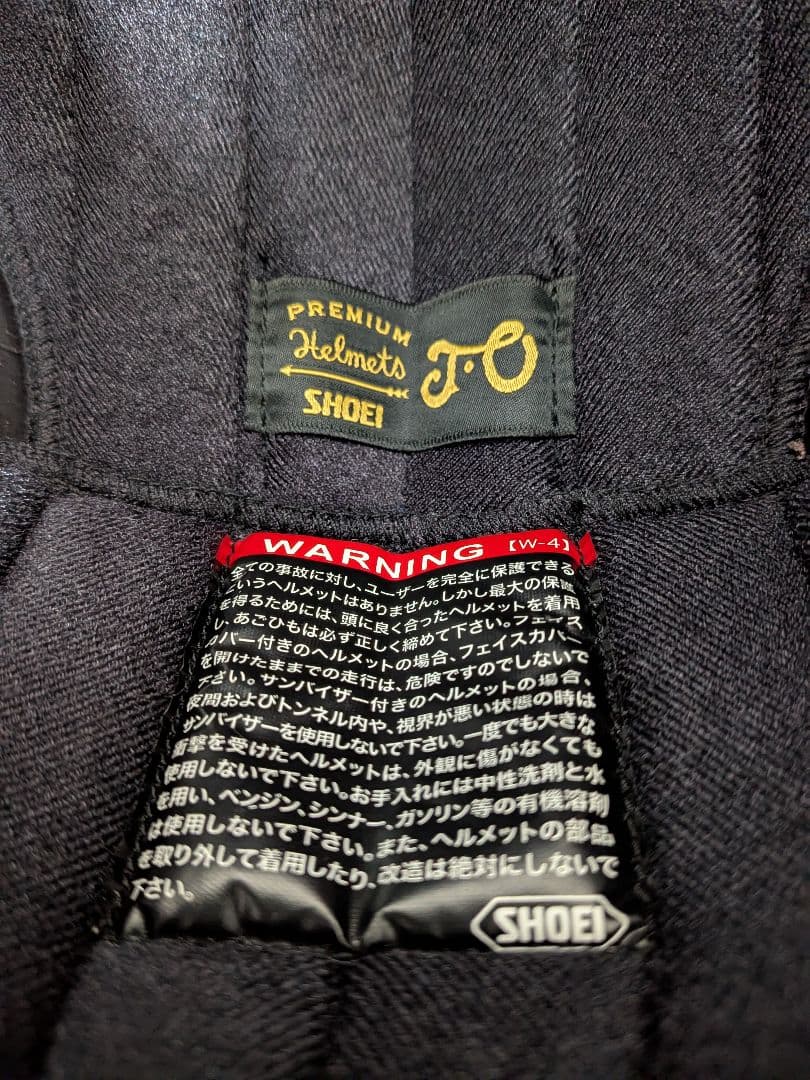 PREMIUM
Helmets
SHOEI
J・O
WARNING 【W-4】
全ての事故に対し、ユーザーを完全に保護できる
というヘルメットはありません。しかし最大の保護
を得るためには、頭に良く合ったヘルメットを着用
い、あごひもは必ず正しく締めて下さい。フェイス
カバー付きのヘルメットの場合、フェイスカバー
を開けたままでの走行は、危険ですのでしないで
下さい。サンバイザー付きのヘルメットの場合、
夜間およびトンネル内や、視界が悪い状態の時は
サンバイザーを使用しないで下さい。一度でも大きな
衝撃を受けたヘルメットは、外観に傷がなくても
使用しないで下さい。お手入れには中性洗剤と水
を用い、ベンジン、シンナー、ガソリン等の有機溶剤
は使用しないで下さい。また、ヘルメットの部品
を取り外して着用したり、改造は絶対にしないで
下さい。
SHOEI